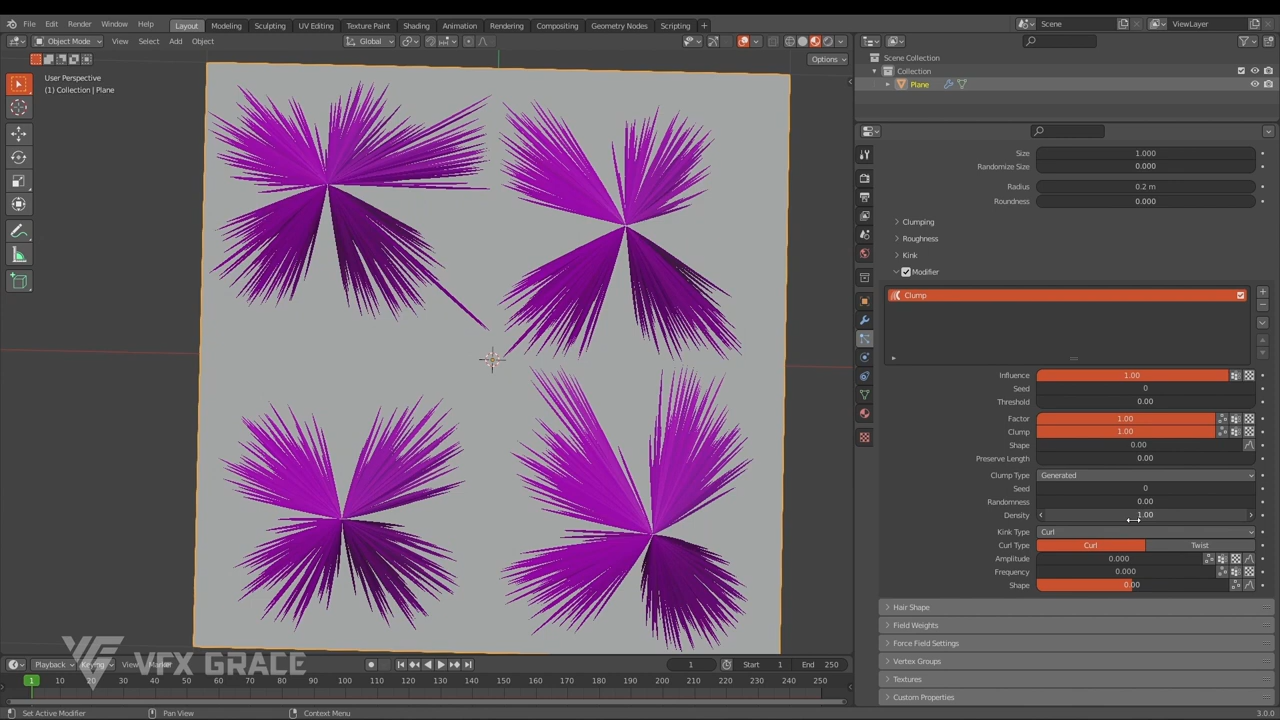 File Edit Render Window Help Layout Modeling Sculpting UV Editing Texture Paint Shading Animation Rendering Compositing Geometry Nodes Scripting + Scene ViewLayer
Object Mode View Select Add Object Global
Options
User Perspective
(1) Collection | Plane
Scene Collection
Collection
Plane
Size 1.000
Randomize Size 0.000
Radius 0.2 m
Roundness 0.000
Clumping
Roughness
Kink
Modifier
Clump
Influence 1.00
Seed 0
Threshold 0.00
Factor 1.00
Clump 1.00
Shape 0.00
Preserve Length 0.00
Clump Type Generated
Seed 0
Randomness 0.00
Density 1.00
Kink Type Curl
Curl Type Curl Twist
Amplitude 0.000
Frequency 0.000
Shape 0.00
Hair Shape
Field Weights
Force Field Settings
Vertex Groups
Textures
Custom Properties
VFX GRACE
Playback Keying View Marker 1 Start 1 End 250
1 10 20 30 40 50 60 70 80 90 100 110 120 130 140 150 160 170 180 190 200 210 220 230 240 250
Set Active Modifier Pan View Context Menu 3.0.0